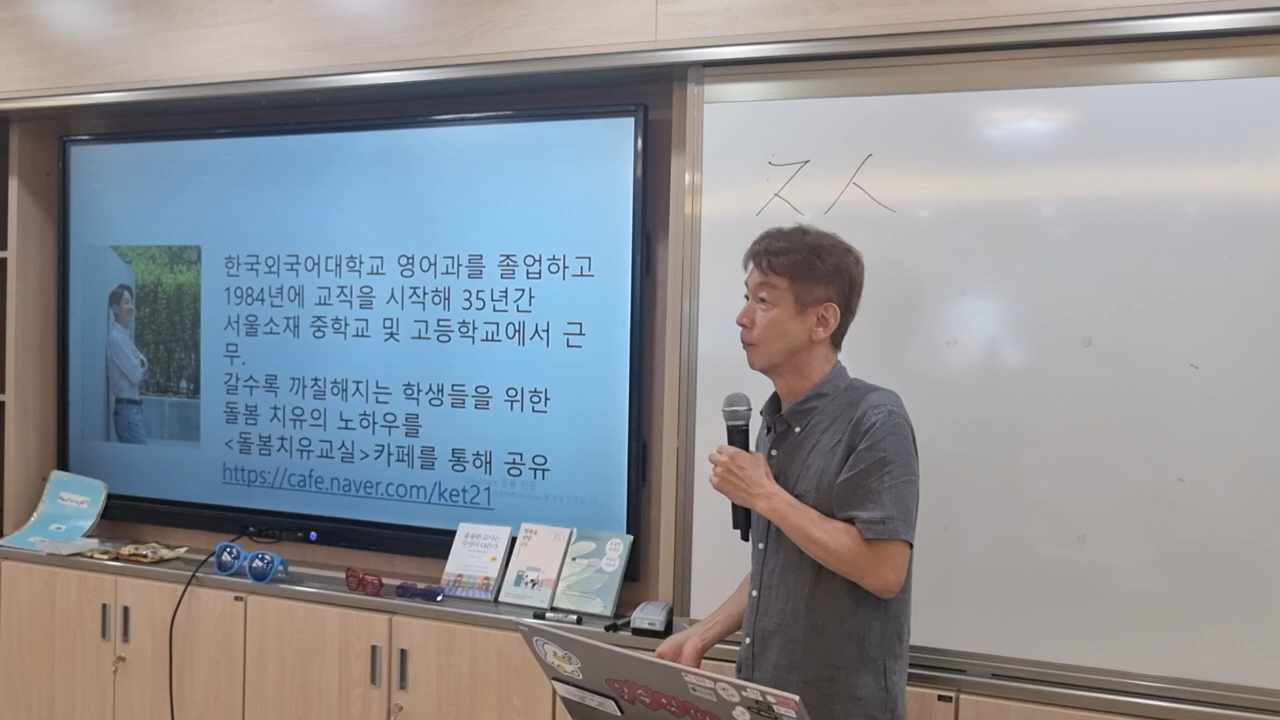 한국외국어대학교 영어과를 졸업하고
1984년에 교직을 시작해 35년간
서울소재 중학교 및 고등학교에서 근
무.
갈수록 까칠해지는 학생들을 위한
돌봄 치유의 노하우를
<돌봄치유교실>카페를 통해 공유
https://cafe.naver.com/ket21
ㅈ ㅅ